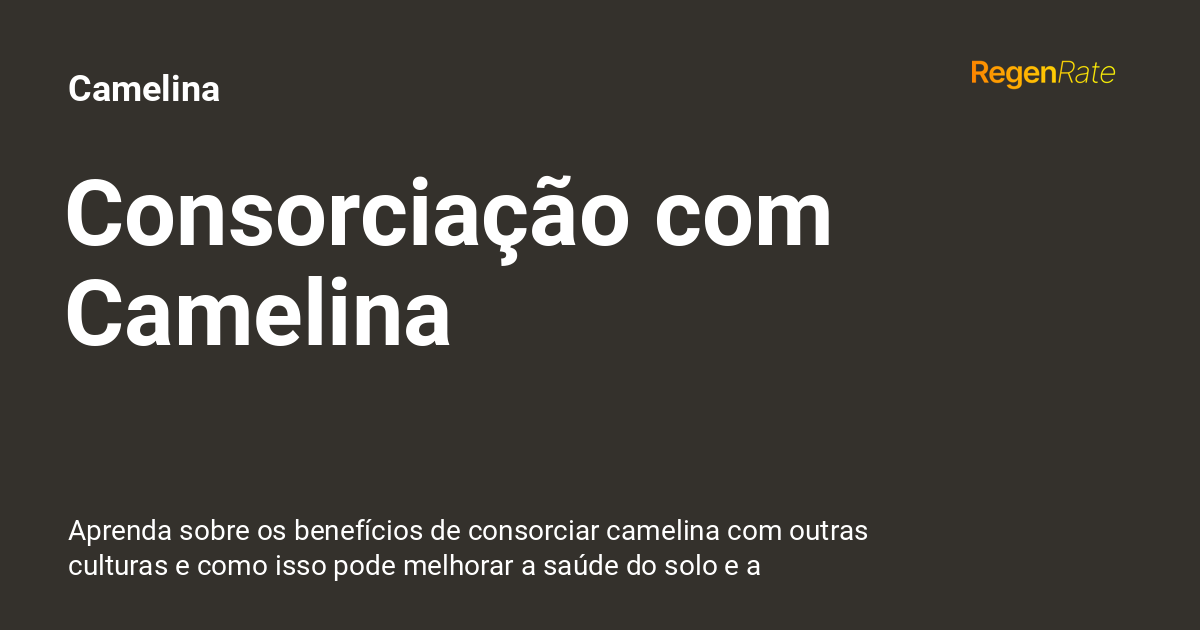 Camelina
RegenRate
Consorciação com
Camelina
Aprenda sobre os benefícios de consorciar camelina com outras
culturas e como isso pode melhorar a saúde do solo e a